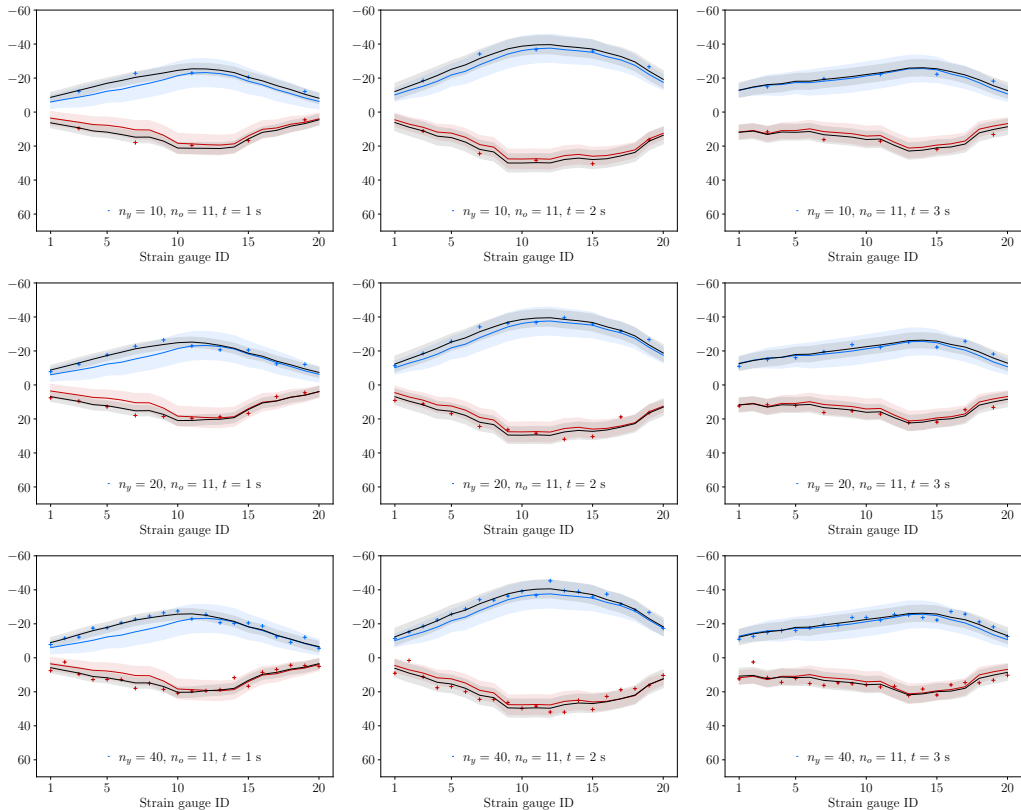 −60
−40
−20
0
20
40
60
n_y = 10, n_o = 11, t = 1 s
1 5 10 15 20
Strain gauge ID
−60
−40
−20
0
20
40
60
n_y = 10, n_o = 11, t = 2 s
1 5 10 15 20
Strain gauge ID
−60
−40
−20
0
20
40
60
n_y = 10, n_o = 11, t = 3 s
1 5 10 15 20
Strain gauge ID
−60
−40
−20
0
20
40
60
n_y = 20, n_o = 11, t = 1 s
1 5 10 15 20
Strain gauge ID
−60
−40
−20
0
20
40
60
n_y = 20, n_o = 11, t = 2 s
1 5 10 15 20
Strain gauge ID
−60
−40
−20
0
20
40
60
n_y = 20, n_o = 11, t = 3 s
1 5 10 15 20
Strain gauge ID
−60
−40
−20
0
20
40
60
n_y = 40, n_o = 11, t = 1 s
1 5 10 15 20
Strain gauge ID
−60
−40
−20
0
20
40
60
n_y = 40, n_o = 11, t = 2 s
1 5 10 15 20
Strain gauge ID
−60
−40
−20
0
20
40
60
n_y = 40, n_o = 11, t = 3 s
1 5 10 15 20
Strain gauge ID